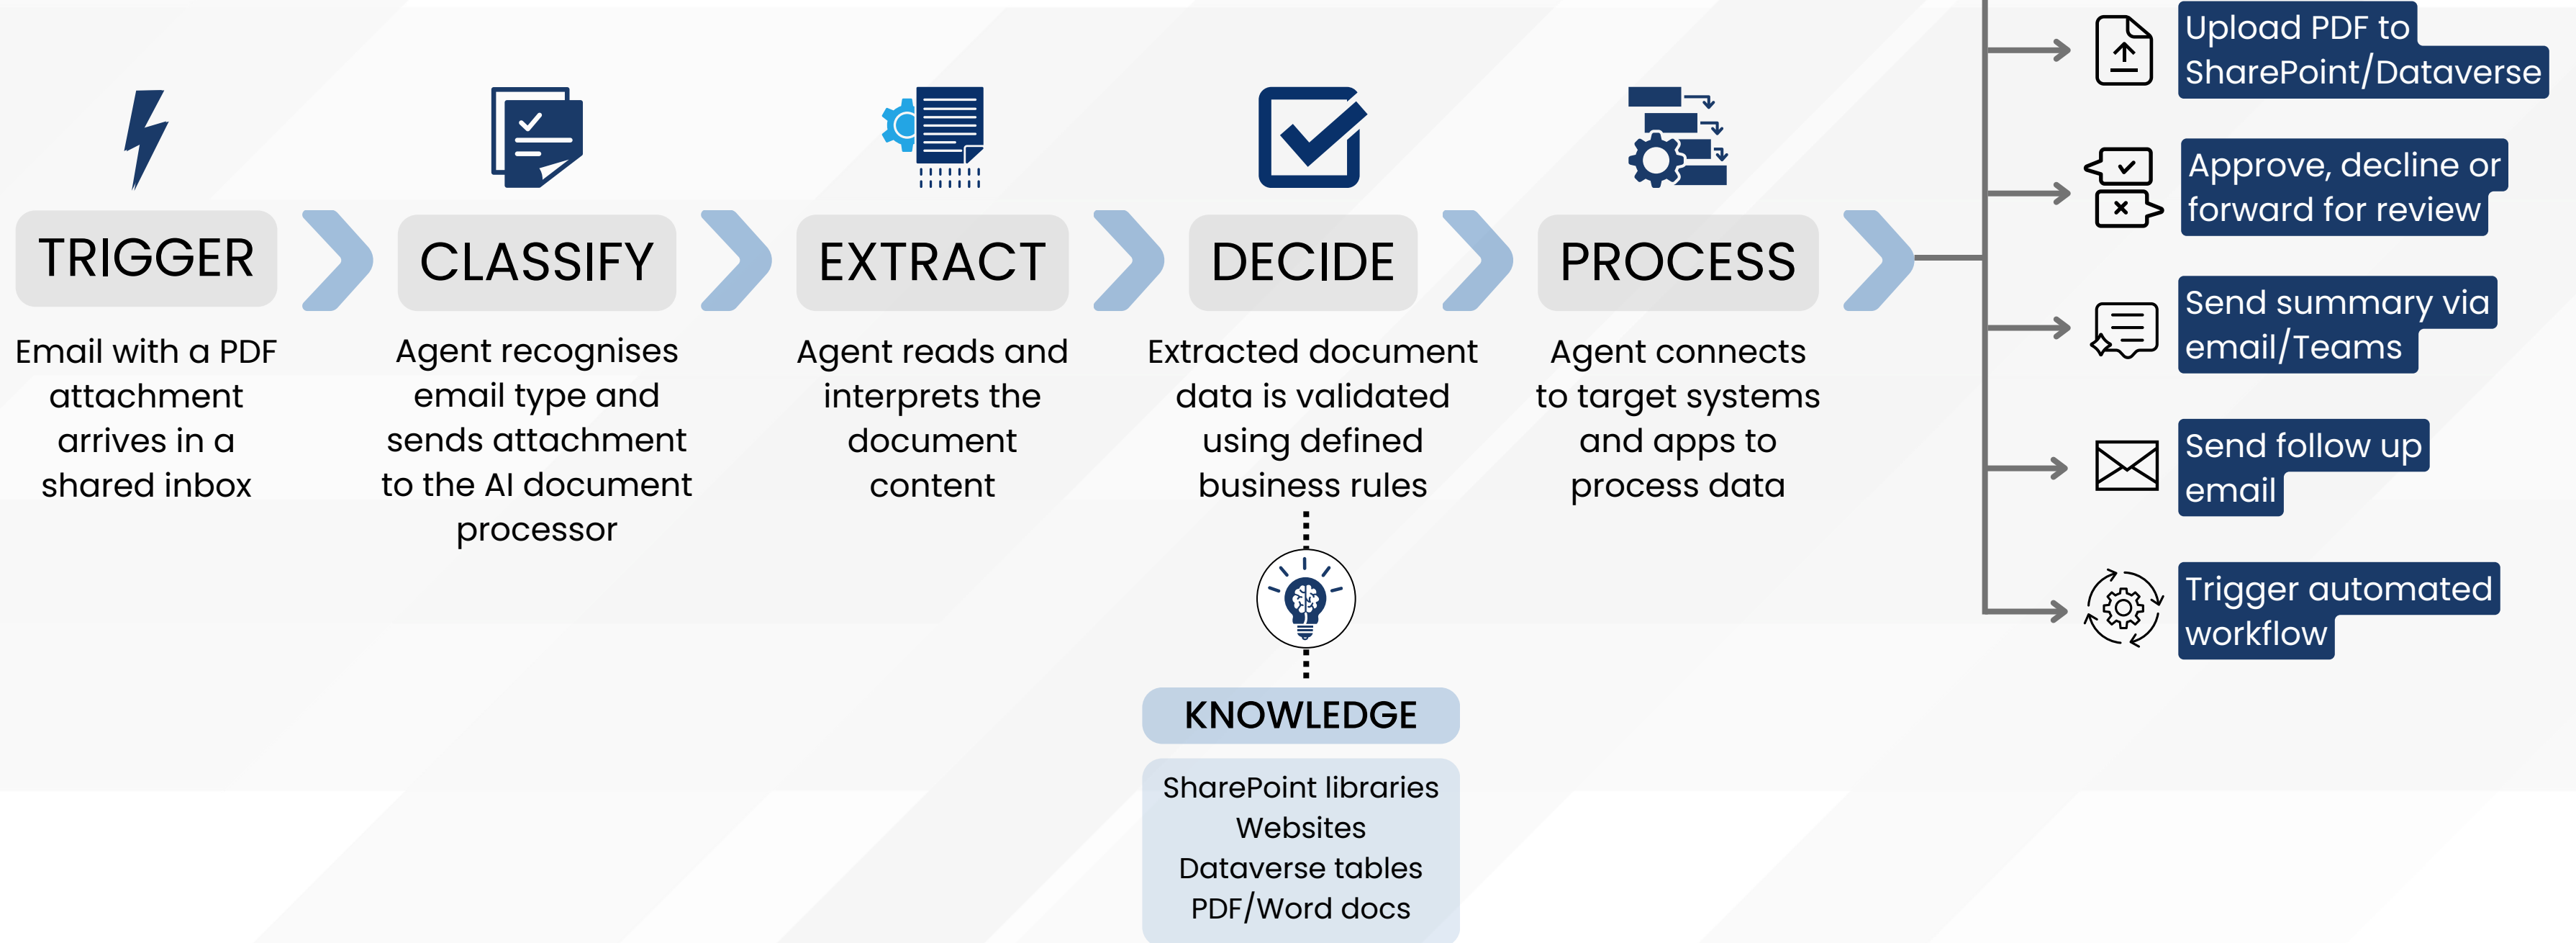 TRIGGER
Email with a PDF
attachment
arrives in a
shared inbox
CLASSIFY
Agent recognises
email type and
sends attachment
to the AI document
processor
EXTRACT
Agent reads and
interprets the
document
content
DECIDE
Extracted document
data is validated
using defined
business rules
KNOWLEDGE
SharePoint libraries
Websites
Dataverse tables
PDF/Word docs
PROCESS
Agent connects
to target systems
and apps to
process data
Upload PDF to
SharePoint/Dataverse
Approve, decline or
forward for review
Send summary via
email/Teams
Send follow up
email
Trigger automated
workflow